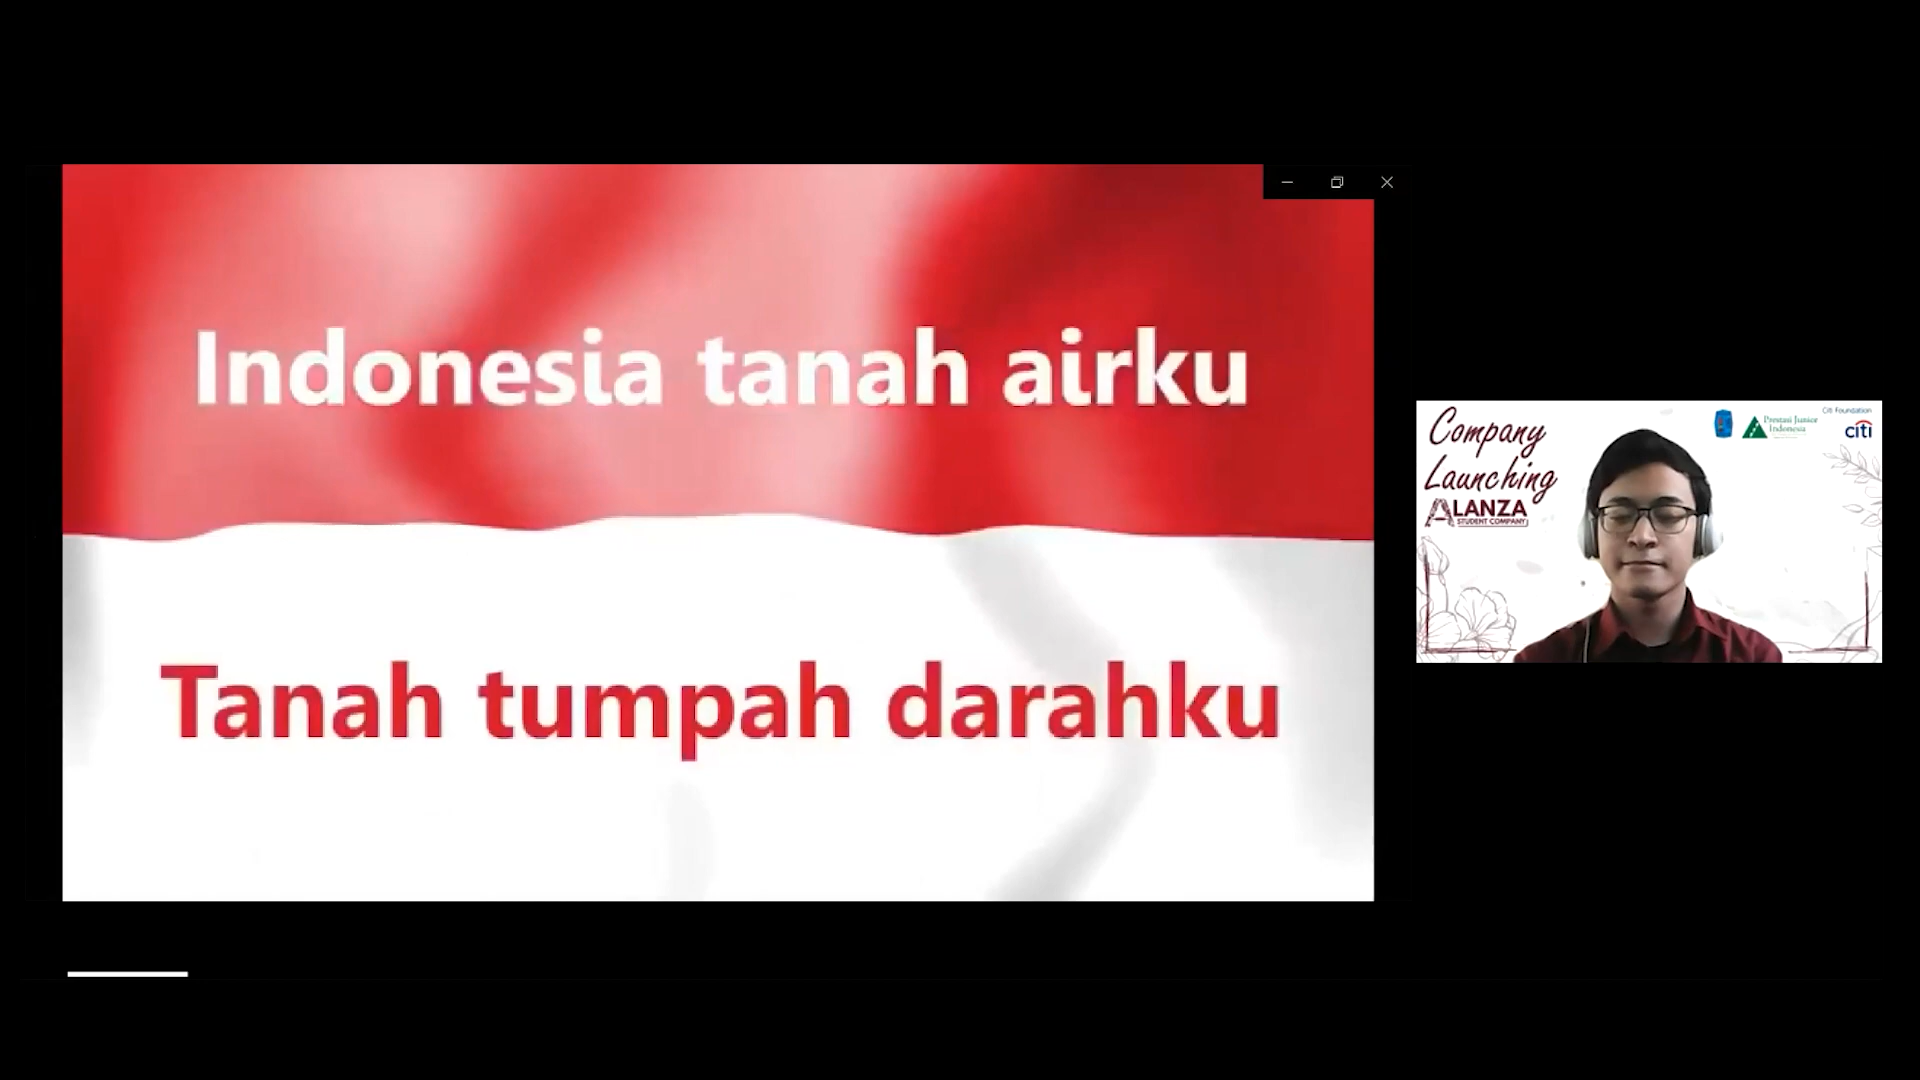 Indonesia tanah airku
Tanah tumpah darahku
Company
Launching
ALANZA
STUDENT COMPANY
Prestasi Junior
Indonesia
Citi Foundation
citi